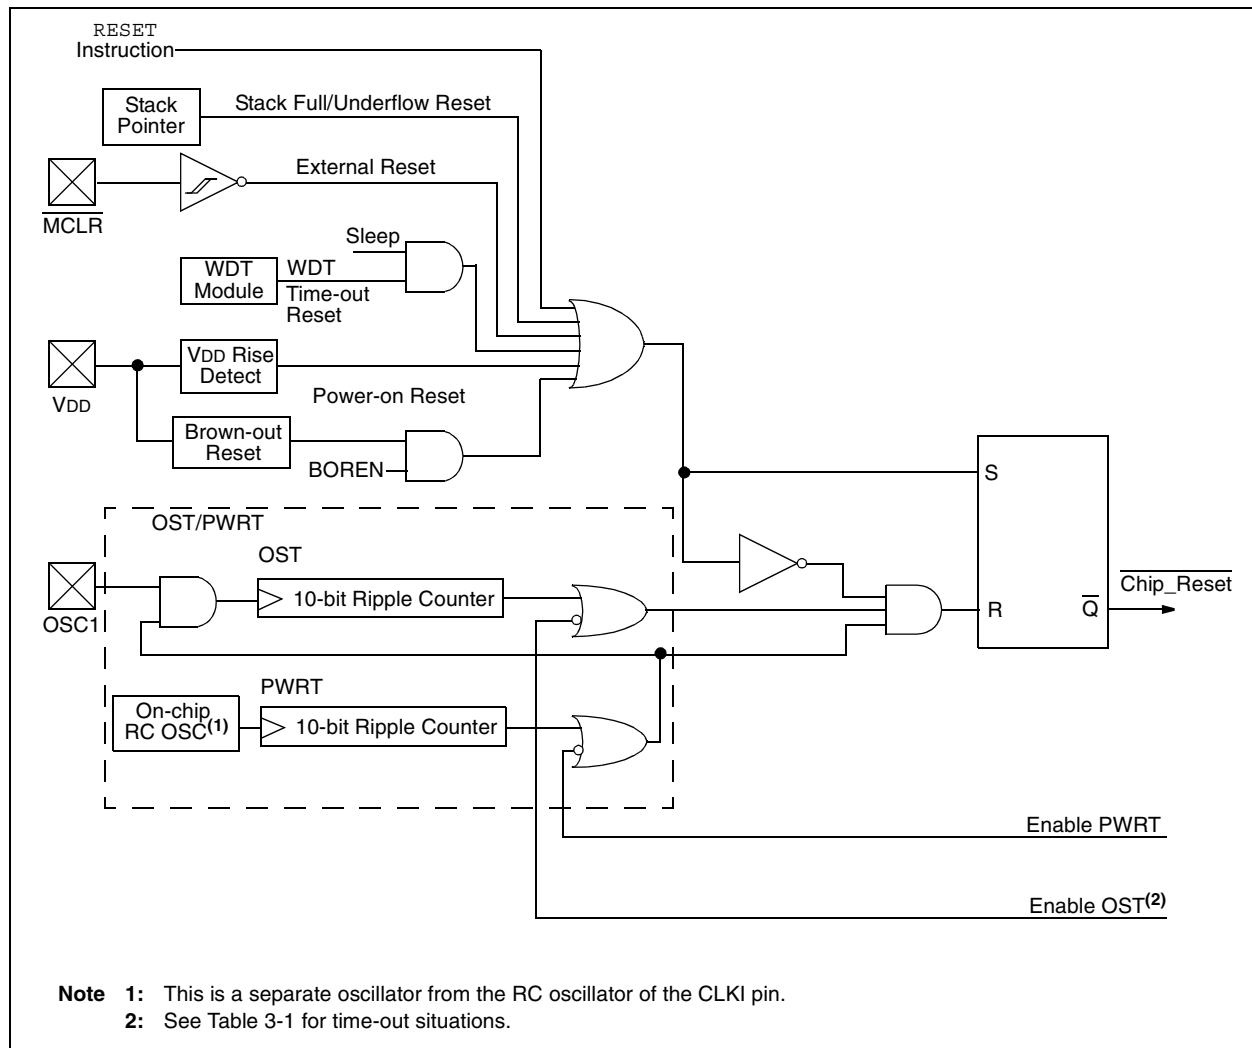 RESET
Instruction
Stack
Pointer
Stack Full/Underflow Reset
External Reset
MCLR
Sleep
WDT
Module
WDT
Time-out
Reset
VDD Rise
Detect
VDD
Power-on Reset
Brown-out
Reset
BOREN
S
OST/PWRT
OST
10-bit Ripple Counter
OSC1
Chip_Reset
R
Q
PWRT
On-chip
RC OSC(1)
10-bit Ripple Counter
Enable PWRT
Enable OST(2)
Note 1: This is a separate oscillator from the RC oscillator of the CLKI pin.
2: See Table 3-1 for time-out situations.